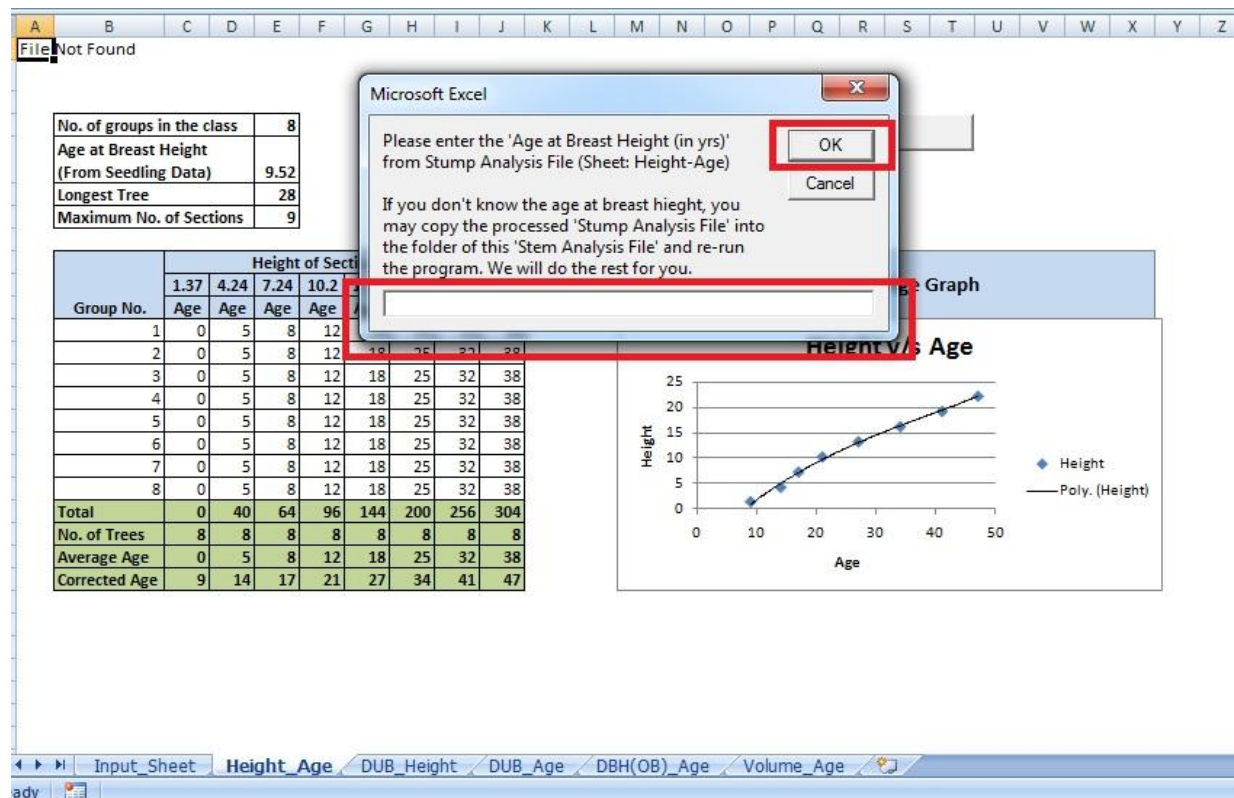 A B C D E F G H I J K L M N O P Q R S T U V W X Y Z
File Not Found
No. of groups in the class 8
Age at Breast Height
(From Seedling Data) 9.52
Longest Tree 28
Maximum No. of Sections 9
Microsoft Excel
Please enter the 'Age at Breast Height (in yrs)'
from Stump Analysis File (Sheet: Height-Age)
If you don't know the age at breast hieght, you
may copy the processed 'Stump Analysis File' into
the folder of this 'Stem Analysis File' and re-run
the program. We will do the rest for you.
OK
Cancel
Height of Secti
1.37 4.24 7.24 10.2
Group No. Age Age Age Age
1 0 5 8 12
2 0 5 8 12 18 25 32 38
3 0 5 8 12 18 25 32 38
4 0 5 8 12 18 25 32 38
5 0 5 8 12 18 25 32 38
6 0 5 8 12 18 25 32 38
7 0 5 8 12 18 25 32 38
8 0 5 8 12 18 25 32 38
Total 0 40 64 96 144 200 256 304
No. of Trees 8 8 8 8 8 8 8 8
Average Age 0 5 8 12 18 25 32 38
Corrected Age 9 14 17 21 27 34 41 47
ge Graph
Height v/s Age
Height
25
20
15
10
5
0
0 10 20 30 40 50
Age
Height
Poly. (Height)
Input_Sheet Height_Age DUB_Height DUB_Age DBH(OB)_Age Volume_Age
ady